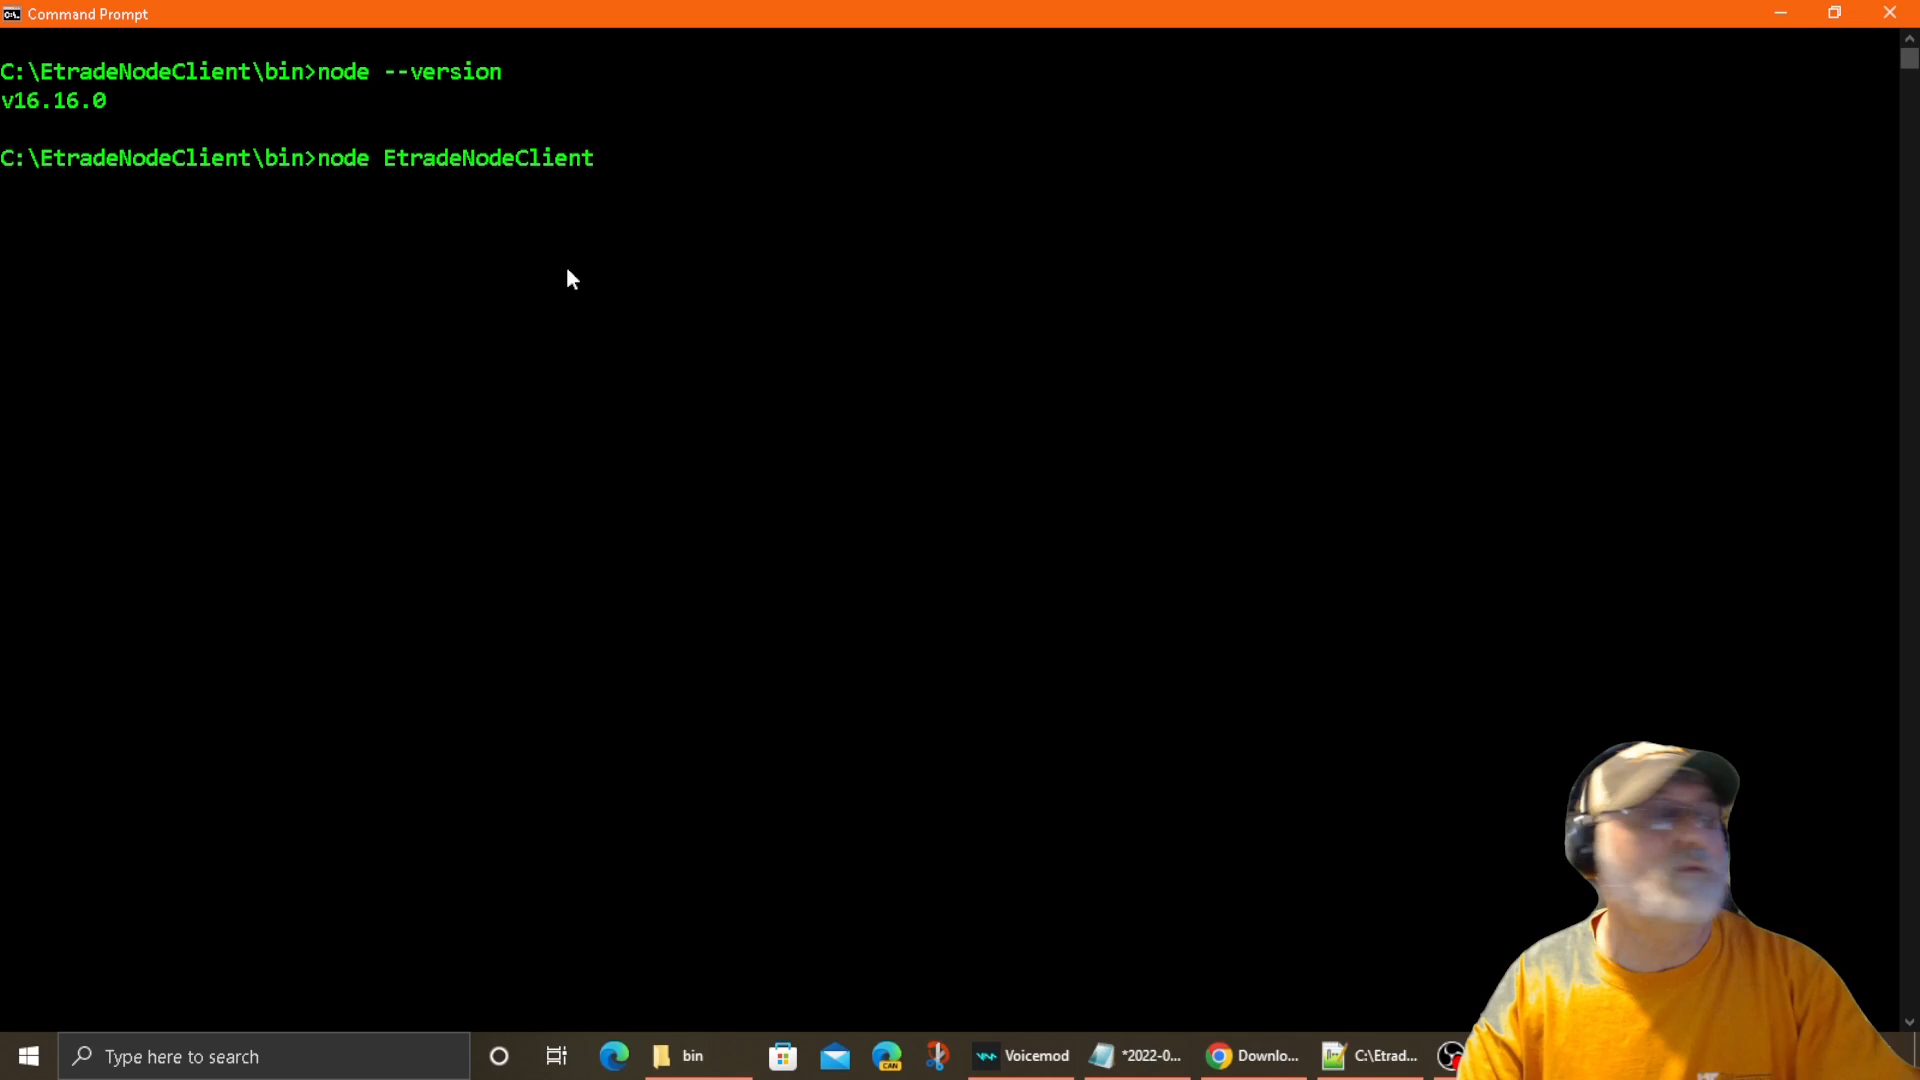 Command Prompt
C:\EtradeNodeClient\bin>node --version
v16.16.0
C:\EtradeNodeClient\bin>node EtradeNodeClient
Type here to search
bin
CAN
Voicemod
*2022-0...
Downlo...
C:\Etrad...